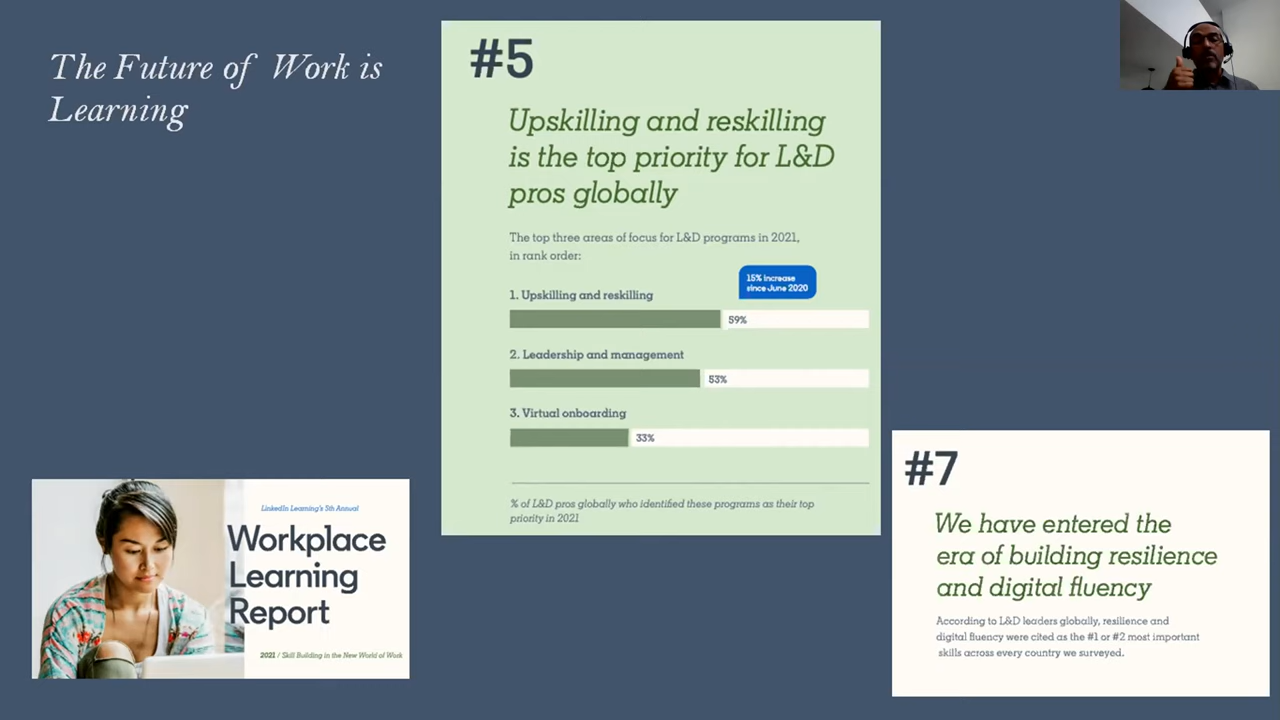 The Future of Work is
Learning
#5
Upskilling and reskilling
is the top priority for L&D
pros globally
The top three areas of focus for L&D programs in 2021,
in rank order:
15% increase
since June 2020
1. Upskilling and reskilling
59%
2. Leadership and management
53%
3. Virtual onboarding
33%
% of L&D pros globally who identified these programs as their top
priority in 2021
LinkedIn Learning's 5th Annual
Workplace
Learning
Report
2021 / Skill Building in the New World of Work
#7
We have entered the
era of building resilience
and digital fluency
According to L&D leaders globally, resilience and
digital fluency were cited as the #1 or #2 most important
skills across every country we surveyed.